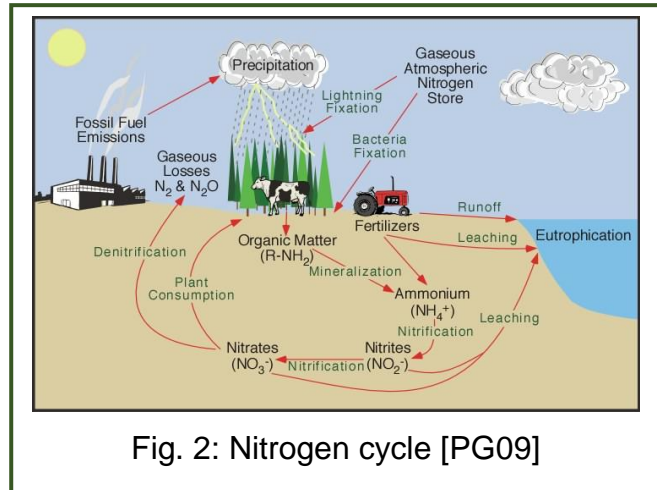 Precipitation
Gaseous
Atmospheric
Nitrogen
Store
Lightning
Fixation
Fossil Fuel
Emissions
Bacteria
Fixation
Gaseous
Losses
N₂ & N₂O
Fertilizers
Runoff
Organic Matter
(R-NH₂)
Leaching
Eutrophication
Denitrification
Mineralization
Plant
Consumption
Ammonium
(NH₄⁺)
Nitrification
Leaching
Nitrates
(NO₃⁻)
Nitrification
Nitrites
(NO₂⁻)
Fig. 2: Nitrogen cycle [PG09]